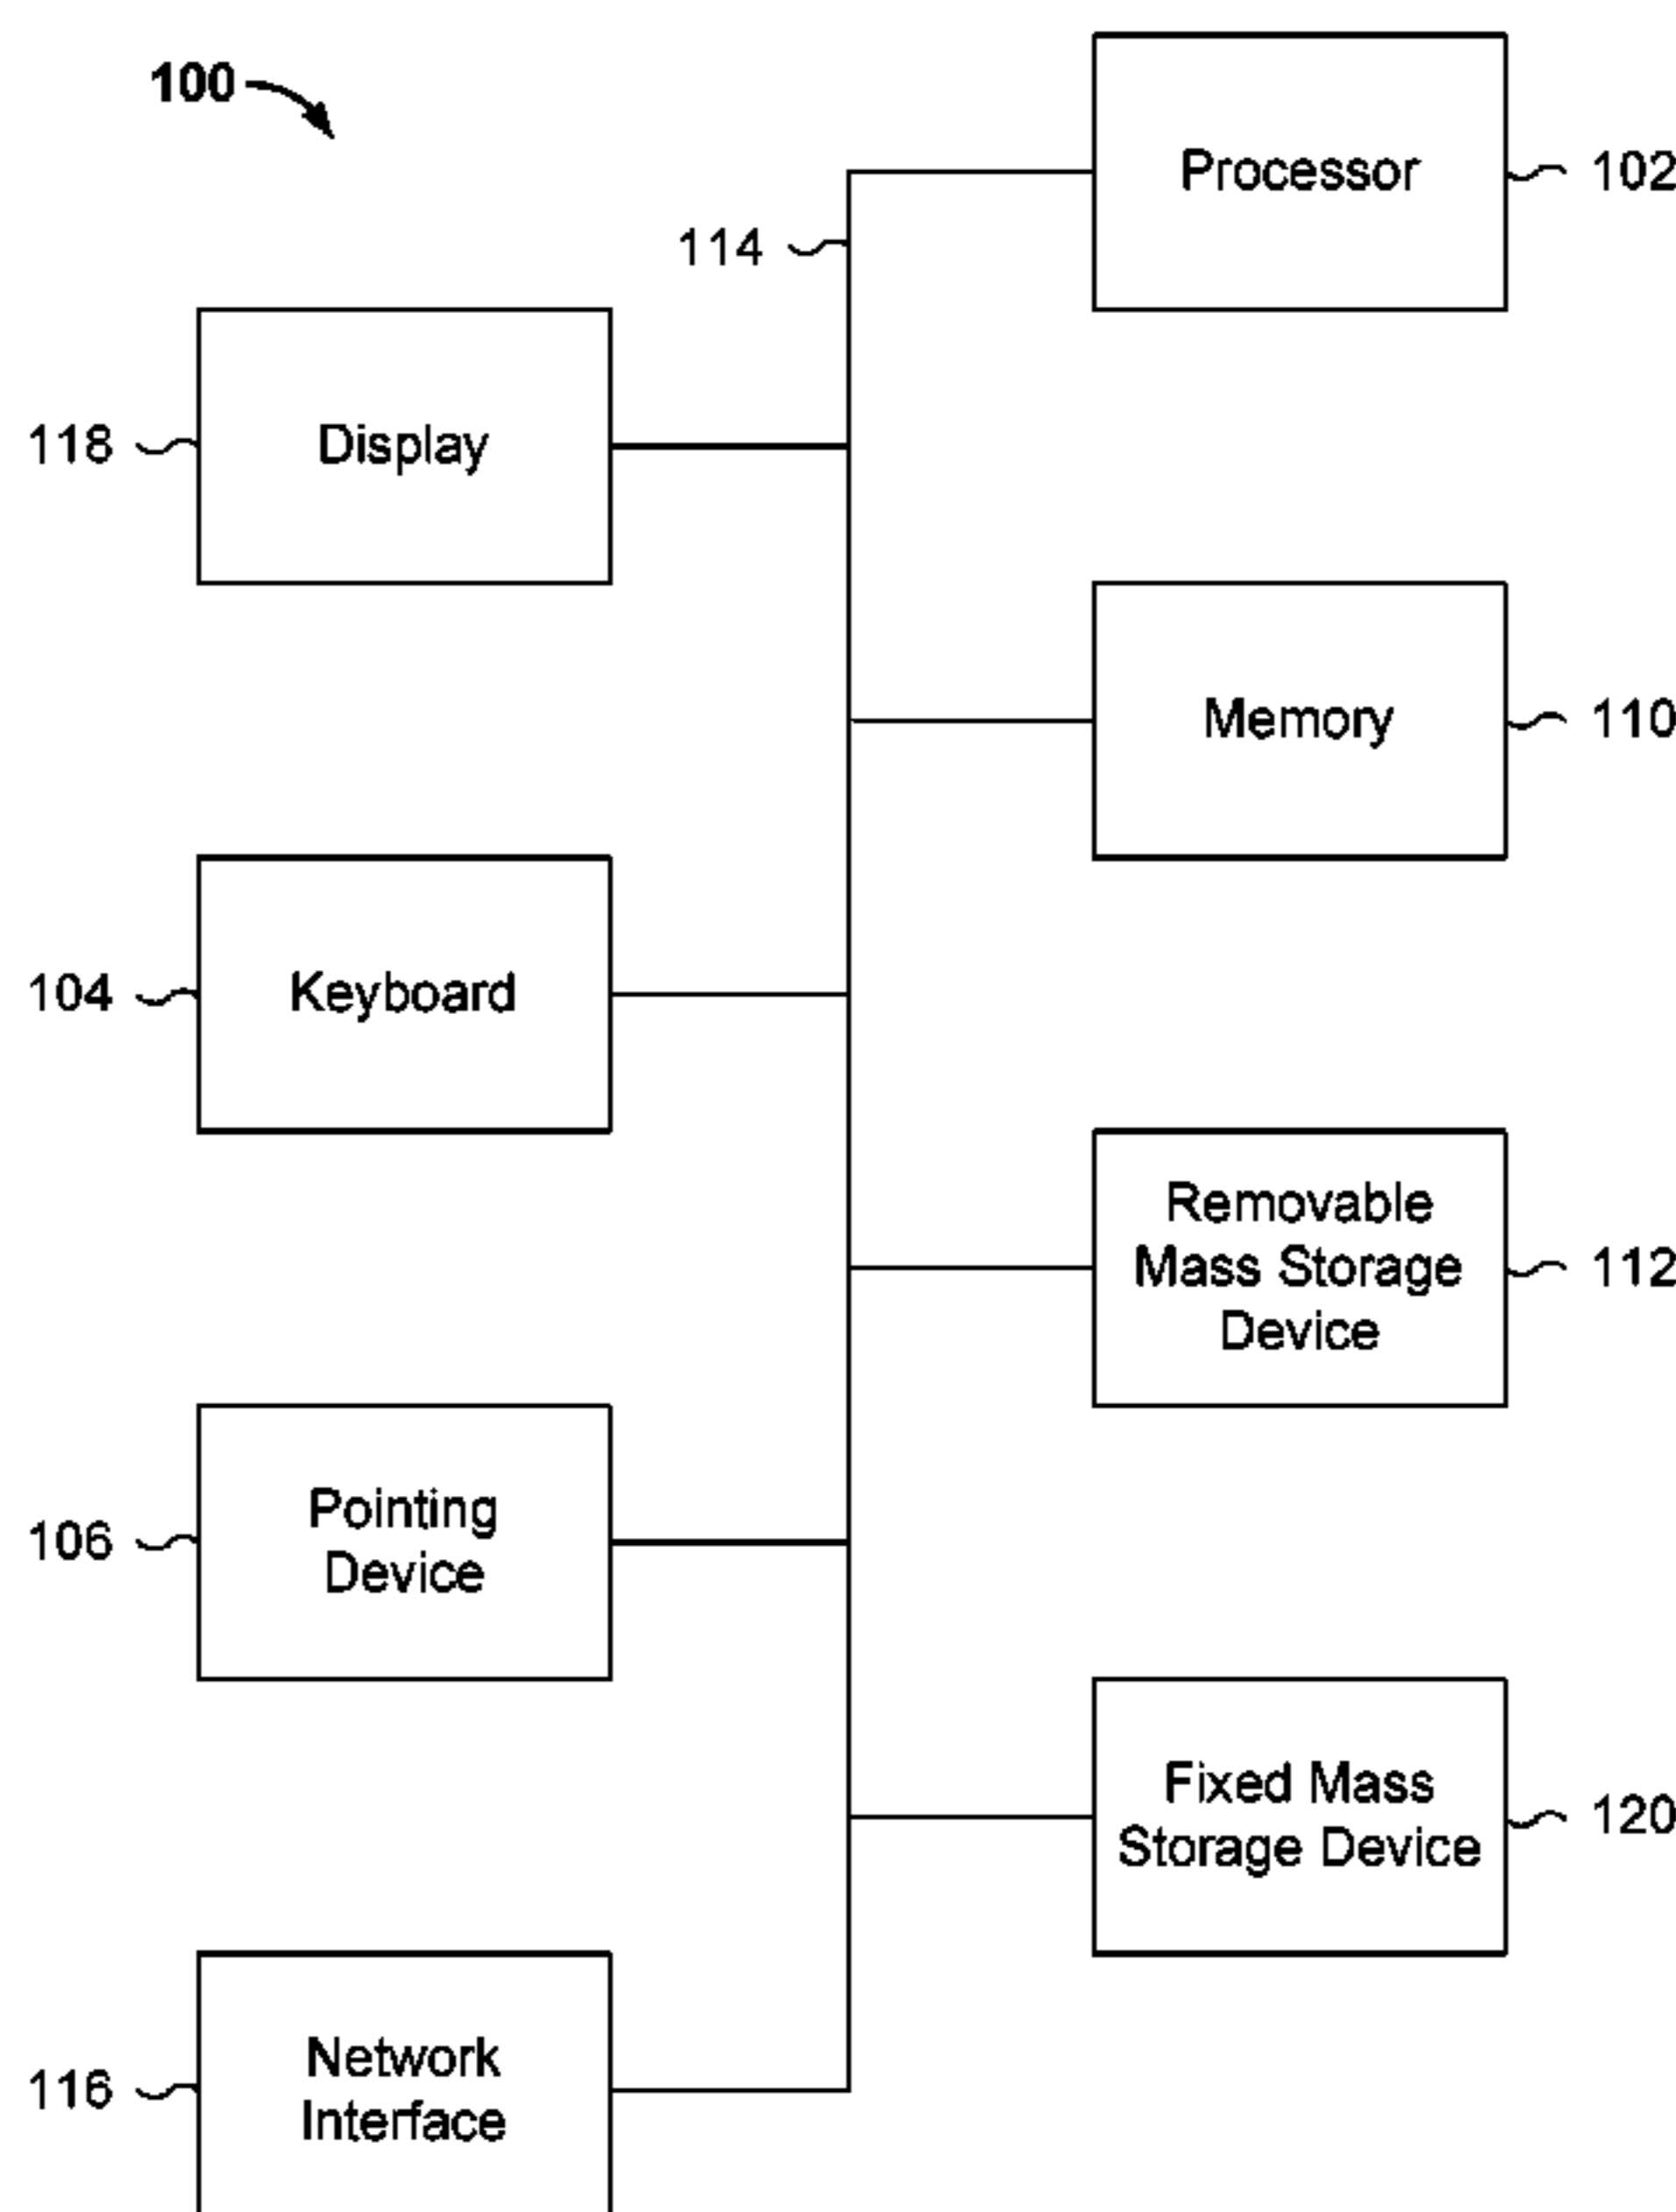 100
Processor
102
114
118
Display
Memory
110
104
Keyboard
Removable
Mass Storage
Device
112
106
Pointing
Device
Fixed Mass
Storage Device
120
116
Network
Interface